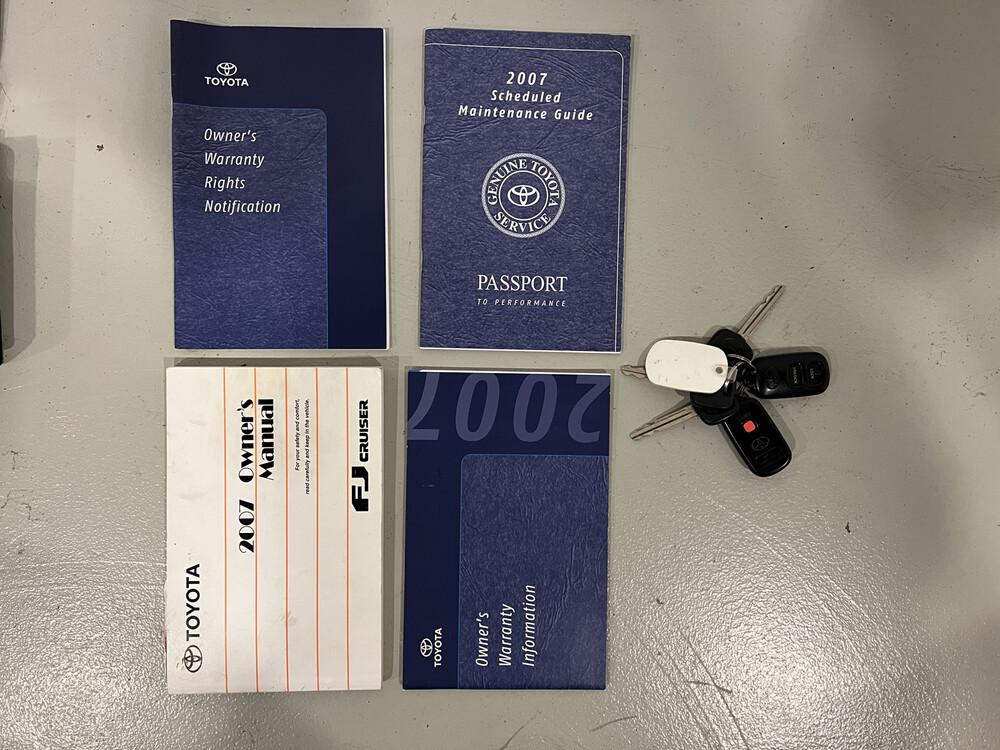 TOYOTA
Owner's
Warranty
Rights
Notification
2007
Scheduled
Maintenance Guide
GENUINE TOYOTA
SERVICE
PASSPORT
TO PERFORMANCE
TOYOTA
2007 Owner's
Manual
For your safety and comfort,
read carefully and keep in the vehicle.
FJ CRUISER
2007
TOYOTA
Owner's
Warranty
Information